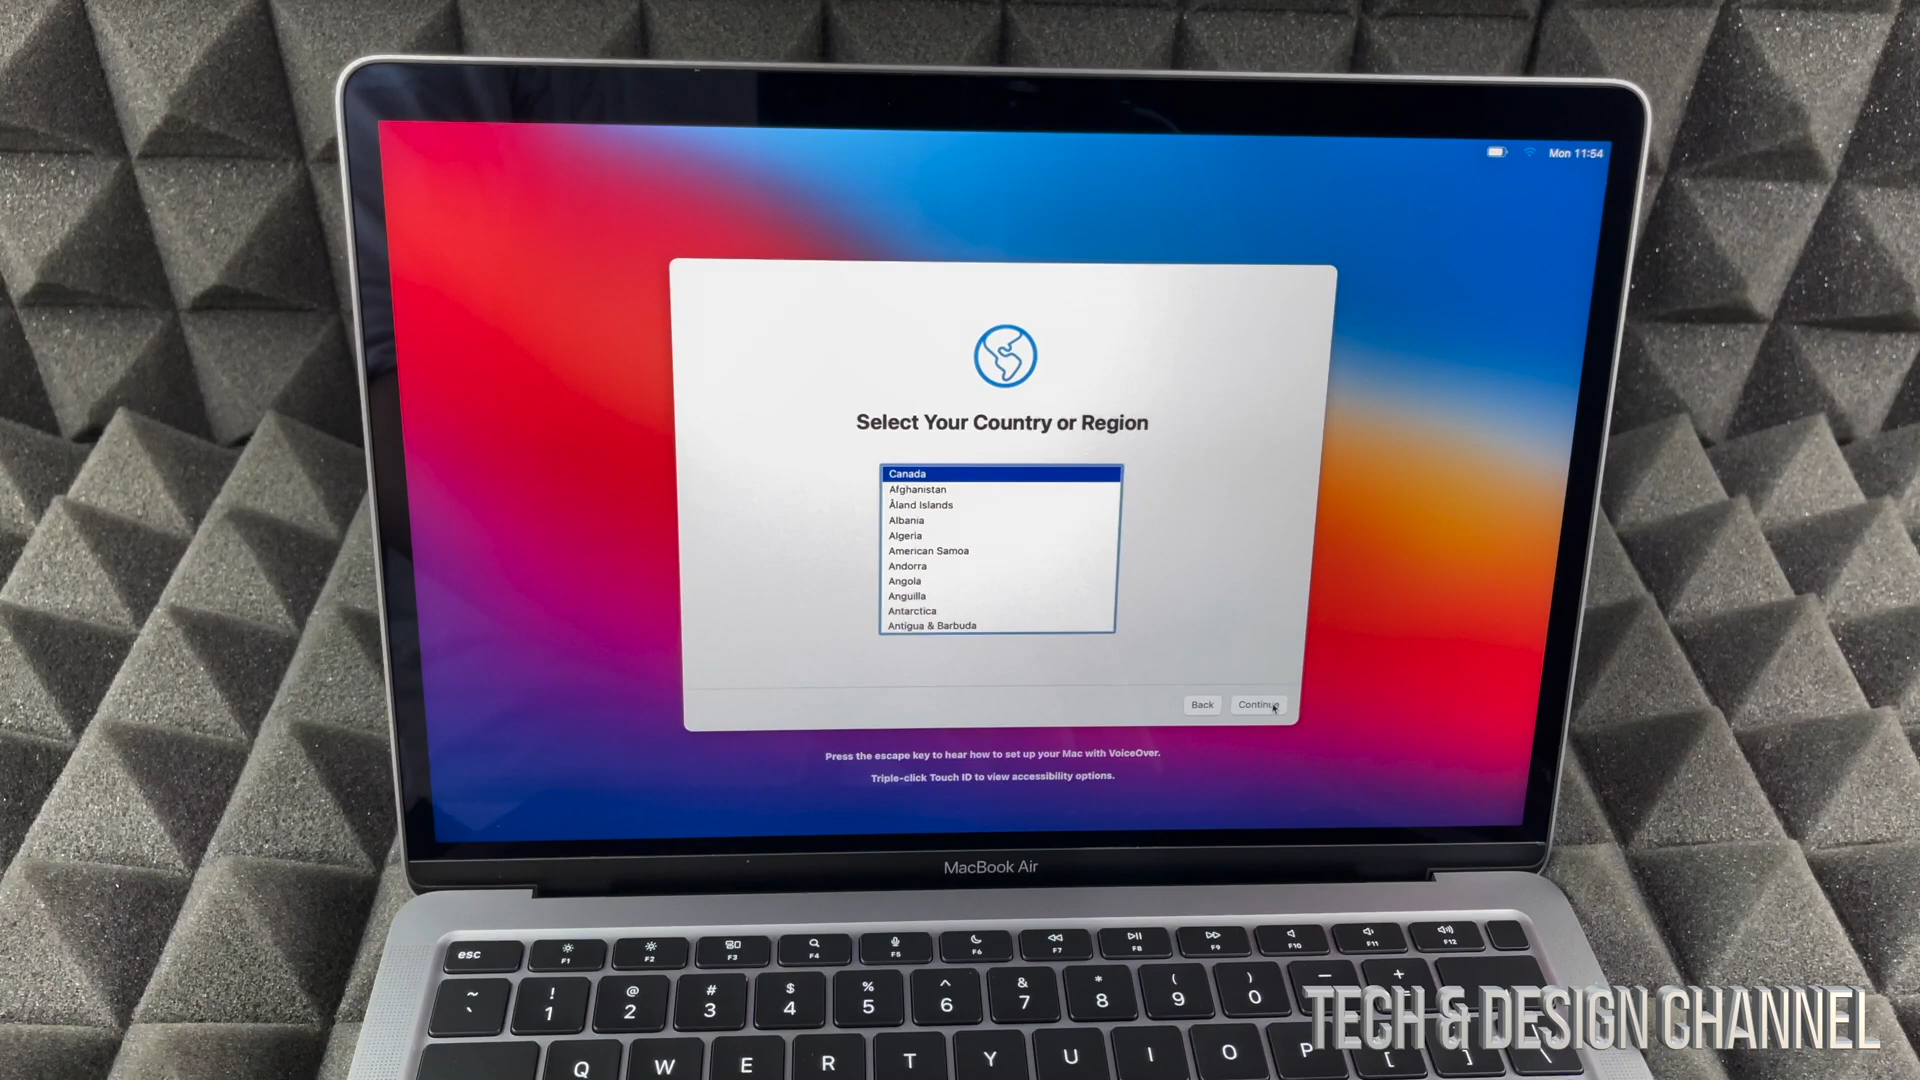 Mon 11:54
Select Your Country or Region
Canada
Afghanistan
Åland Islands
Albania
Algeria
American Samoa
Andorra
Angola
Anguilla
Antarctica
Antigua & Barbuda
Back Continue
Press the escape key to hear how to set up your Mac with VoiceOver.
Triple-click Touch ID to view accessibility options.
MacBook Air
esc F1 F2 F3 F4 F5 F6 F7 F8 F9 F10 F11 F12
~ ! @ # $ % ^ & * ( ) — +
` 1 2 3 4 5 6 7 8 9 0
Q W E R T Y U I O P [ ] \
TECH & DESIGN CHANNEL